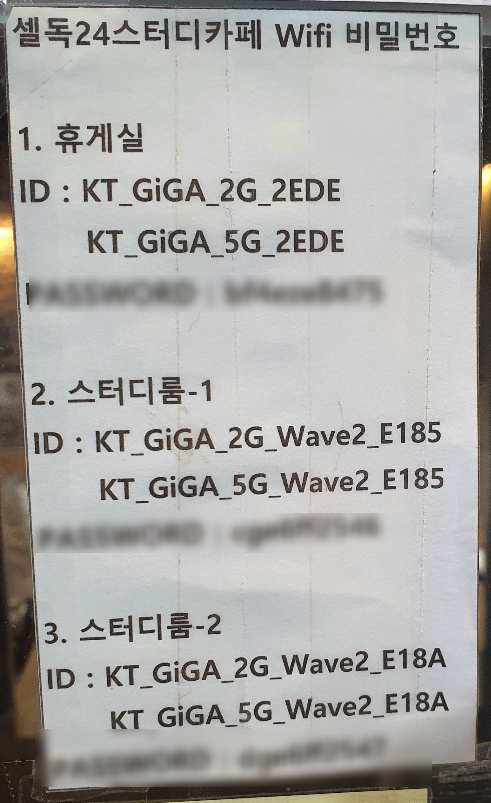 셀독24스터디카페 Wifi 비밀번호
1. 휴게실
ID : KT_GiGA_2G_2EDE
KT_GiGA_5G_2EDE
2. 스터디룸-1
ID : KT_GiGA_2G_Wave2_E185
KT_GiGA_5G_Wave2_E185
3. 스터디룸-2
ID : KT_GiGA_2G_Wave2_E18A
KT_GiGA_5G_Wave2_E18A